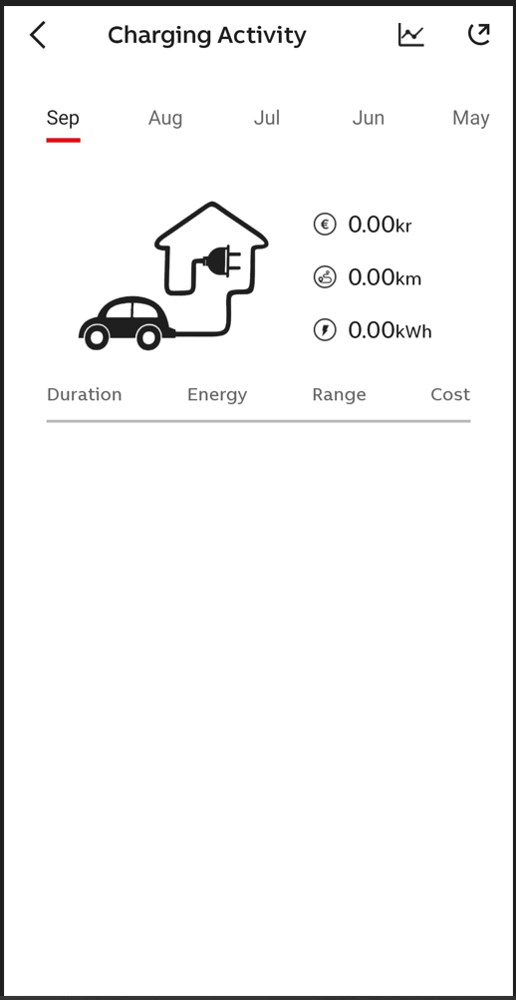 Charging Activity
Sep Aug Jul Jun May
€ 0.00kr
0.00km
0.00kWh
Duration Energy Range Cost